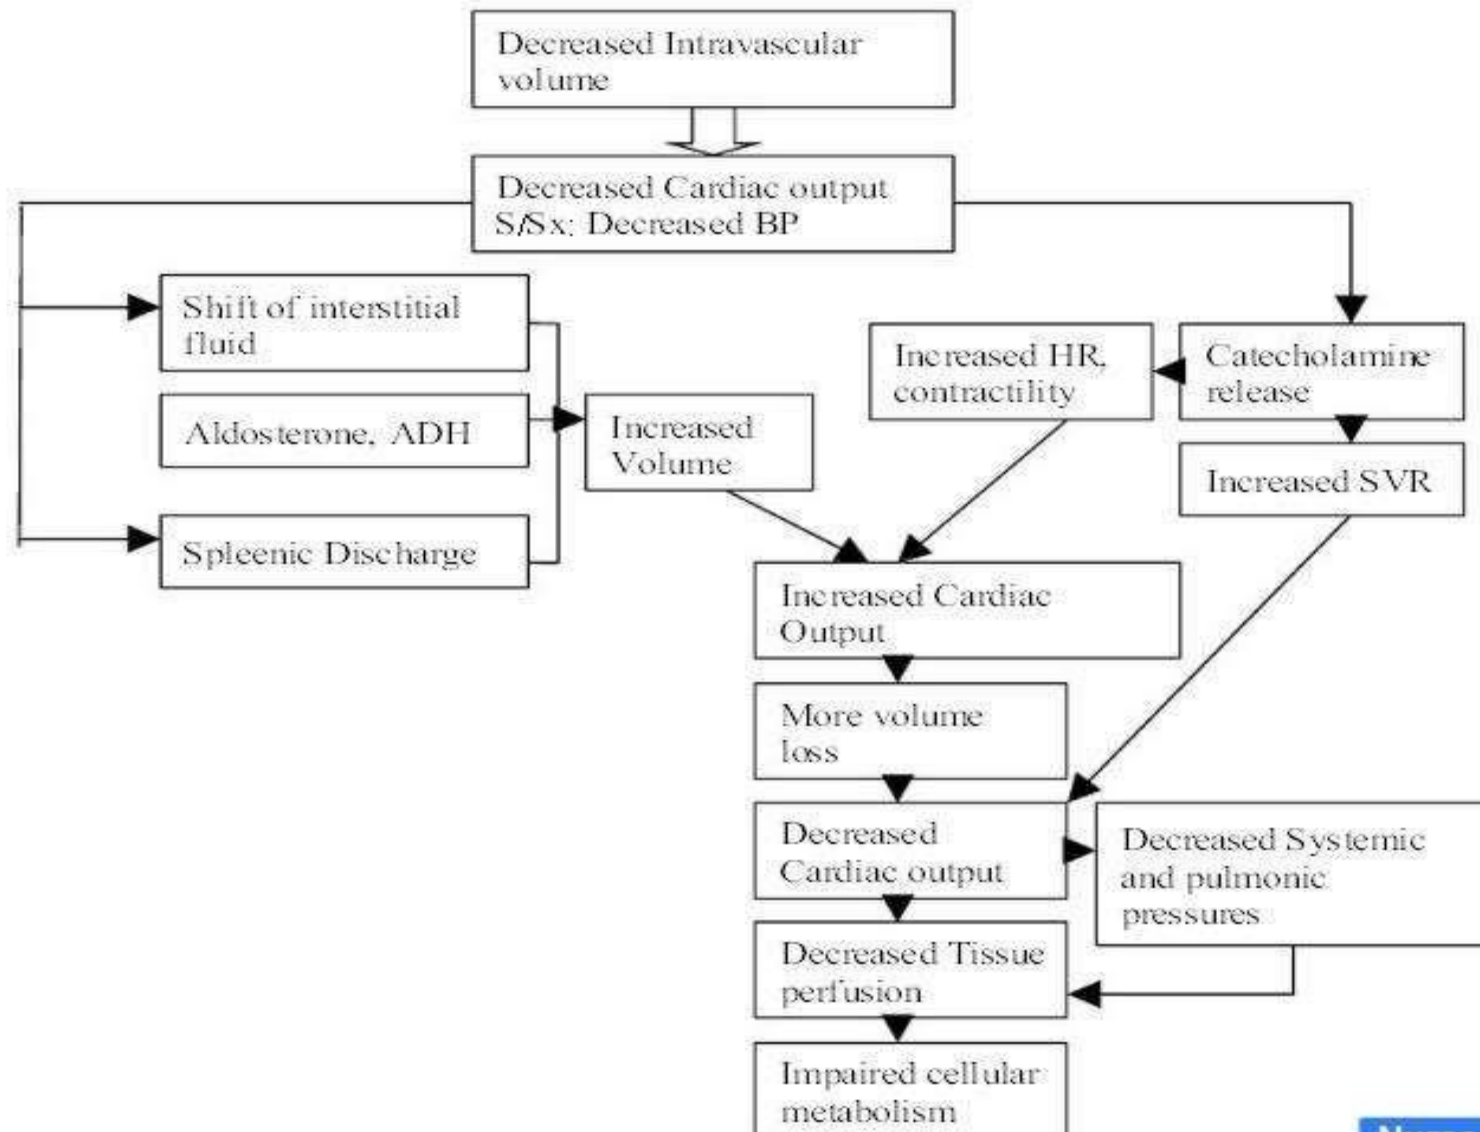 Decreased Intravascular
volume
Decreased Cardiac output
S/Sx: Decreased BP
Shift of interstitial
fluid
Increased HR,
contractility
Catecholamine
release
Aldosterone, ADH
Increased
Volume
Increased SVR
Spleenic Discharge
Increased Cardiac
Output
More volume
loss
Decreased
Cardiac output
Decreased Systemic
and pulmonic
pressures
Decreased Tissue
perfusion
Impaired cellular
metabolism